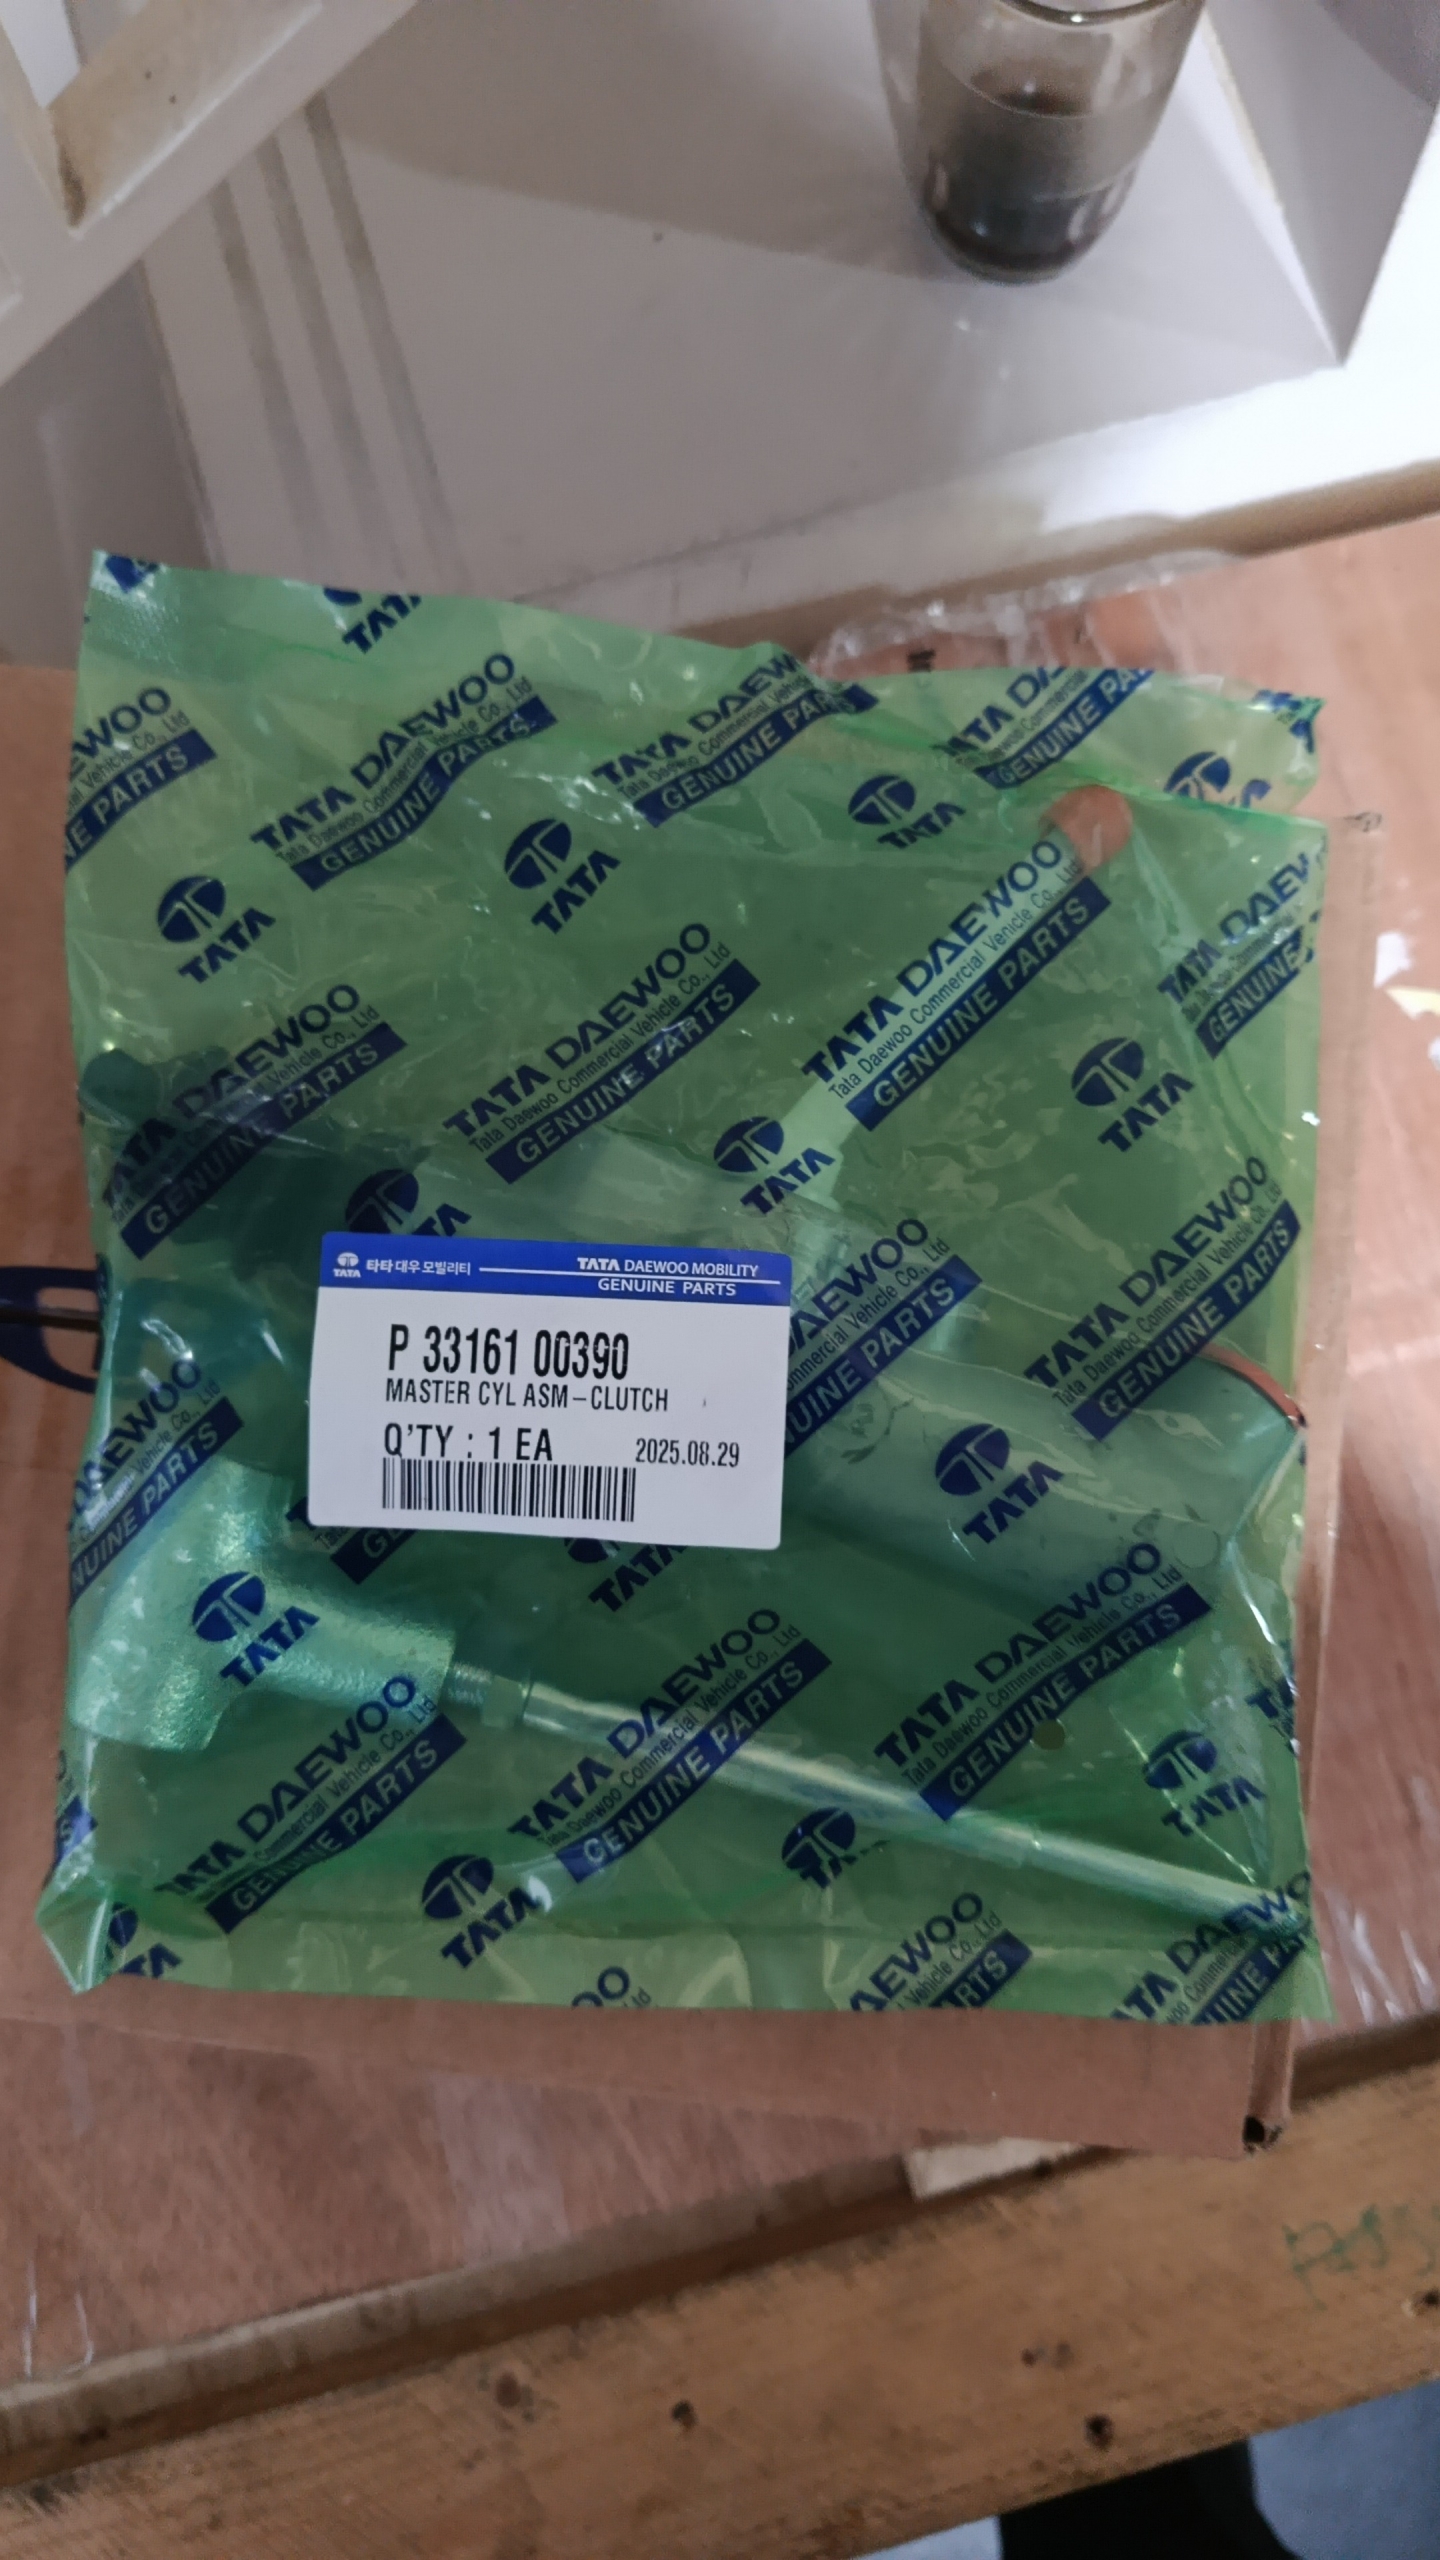 TATA 타타대우모빌리티
TATA DAEWOO MOBILITY
GENUINE PARTS
P 33161 00390
MASTER CYL ASM-CLUTCH
Q'TY : 1 EA 2025.08.29
TATA DAEWOO
Tata Daewoo Commercial Vehicle Co., Ltd
GENUINE PARTS
TATA